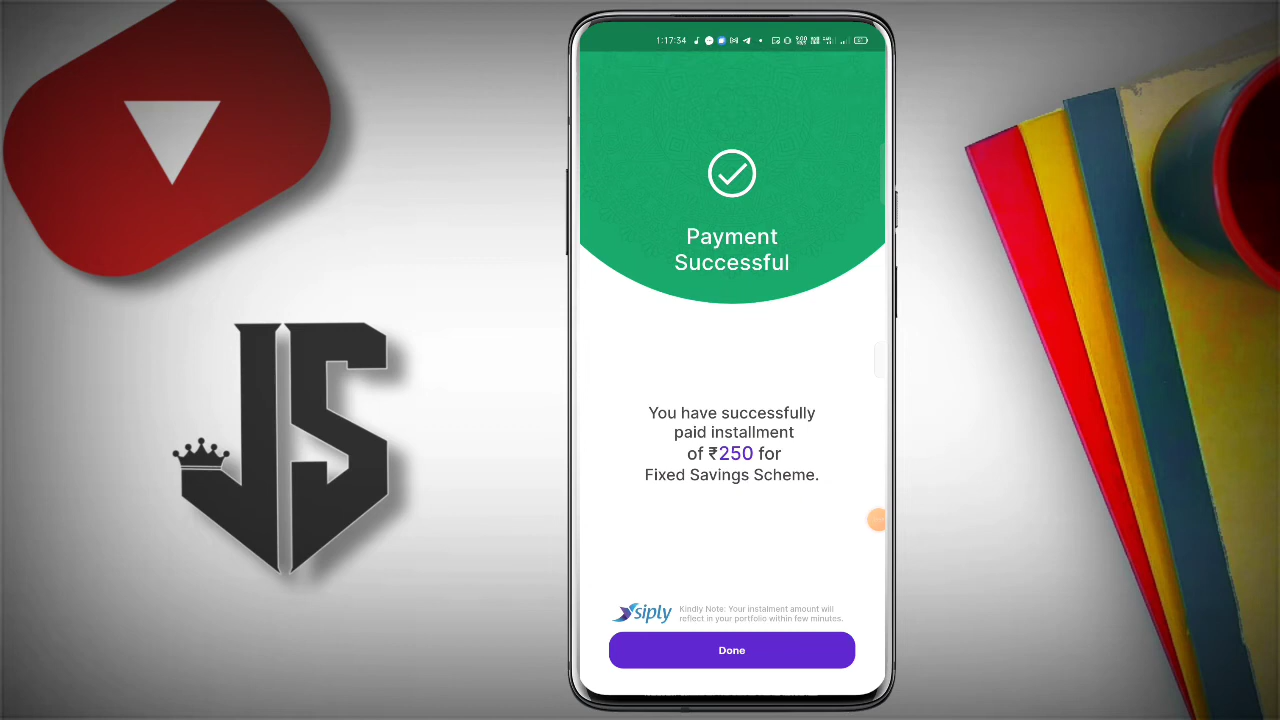 JS
1:17:34
Payment
Successful
You have successfully
paid installment
of ₹250 for
Fixed Savings Scheme.
siply
Kindly Note: Your instalment amount will
reflect in your portfolio within few minutes.
Done